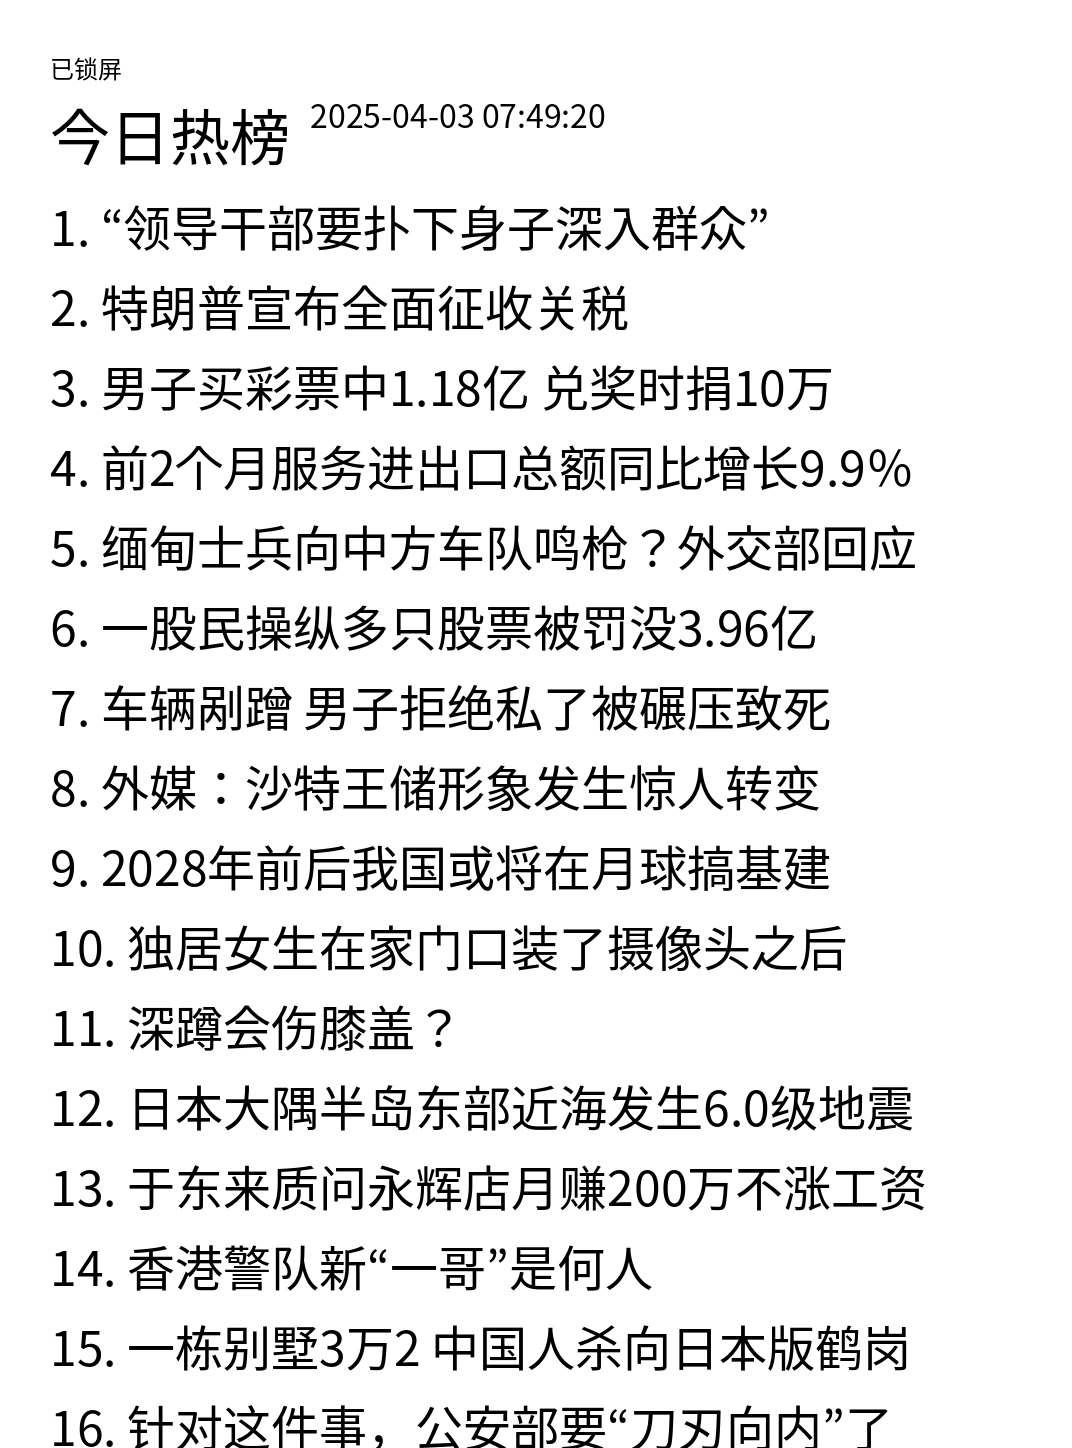 已锁屏
今日热榜 2025-04-03 07:49:20
1. “领导干部要扑下身子深入群众”
2. 特朗普宣布全面征收关税
3. 男子买彩票中1.18亿 兑奖时捐10万
4. 前2个月服务进出口总额同比增长9.9%
5. 缅甸士兵向中方车队鸣枪？外交部回应
6. 一股民操纵多只股票被罚没3.96亿
7. 车辆剐蹭 男子拒绝私了被碾压致死
8. 外媒：沙特王储形象发生惊人转变
9. 2028年前后我国或将在月球搞基建
10. 独居女生在家门口装了摄像头之后
11. 深蹲会伤膝盖？
12. 日本大隅半岛东部近海发生6.0级地震
13. 于东来质问永辉店月赚200万不涨工资
14. 香港警队新“一哥”是何人
15. 一栋别墅3万2 中国人杀向日本版鹤岗
16. 针对这件事，公安部要“刀刃向内”了